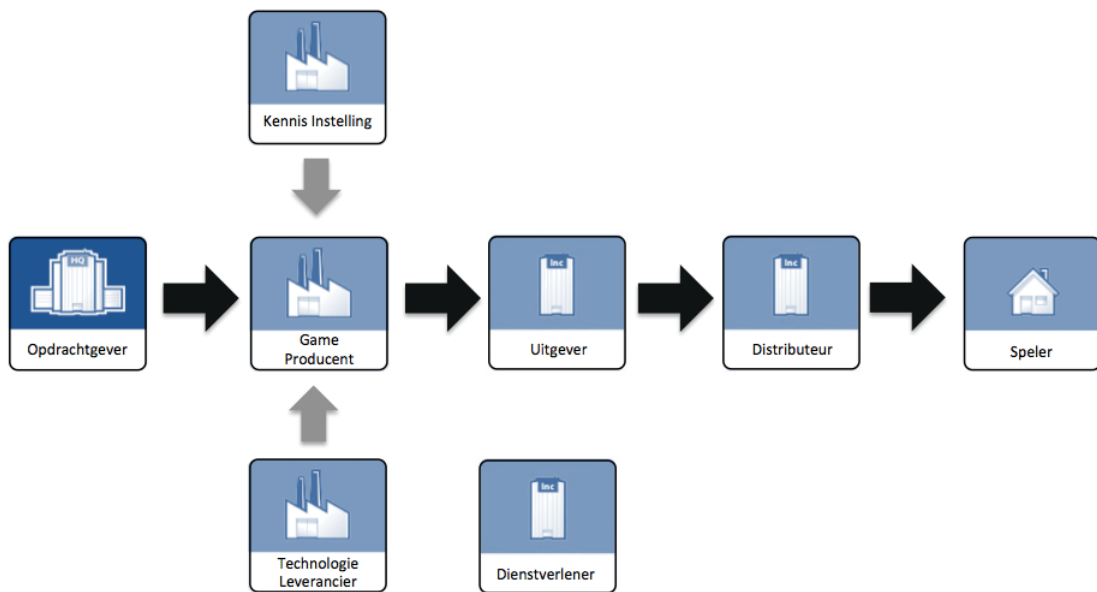 Kennis Instelling
HQ
Opdrachtgever
Game
Producent
Inc
Uitgever
Inc
Distributeur
Speler
Technologie
Leverancier
Inc
Dienstverlener